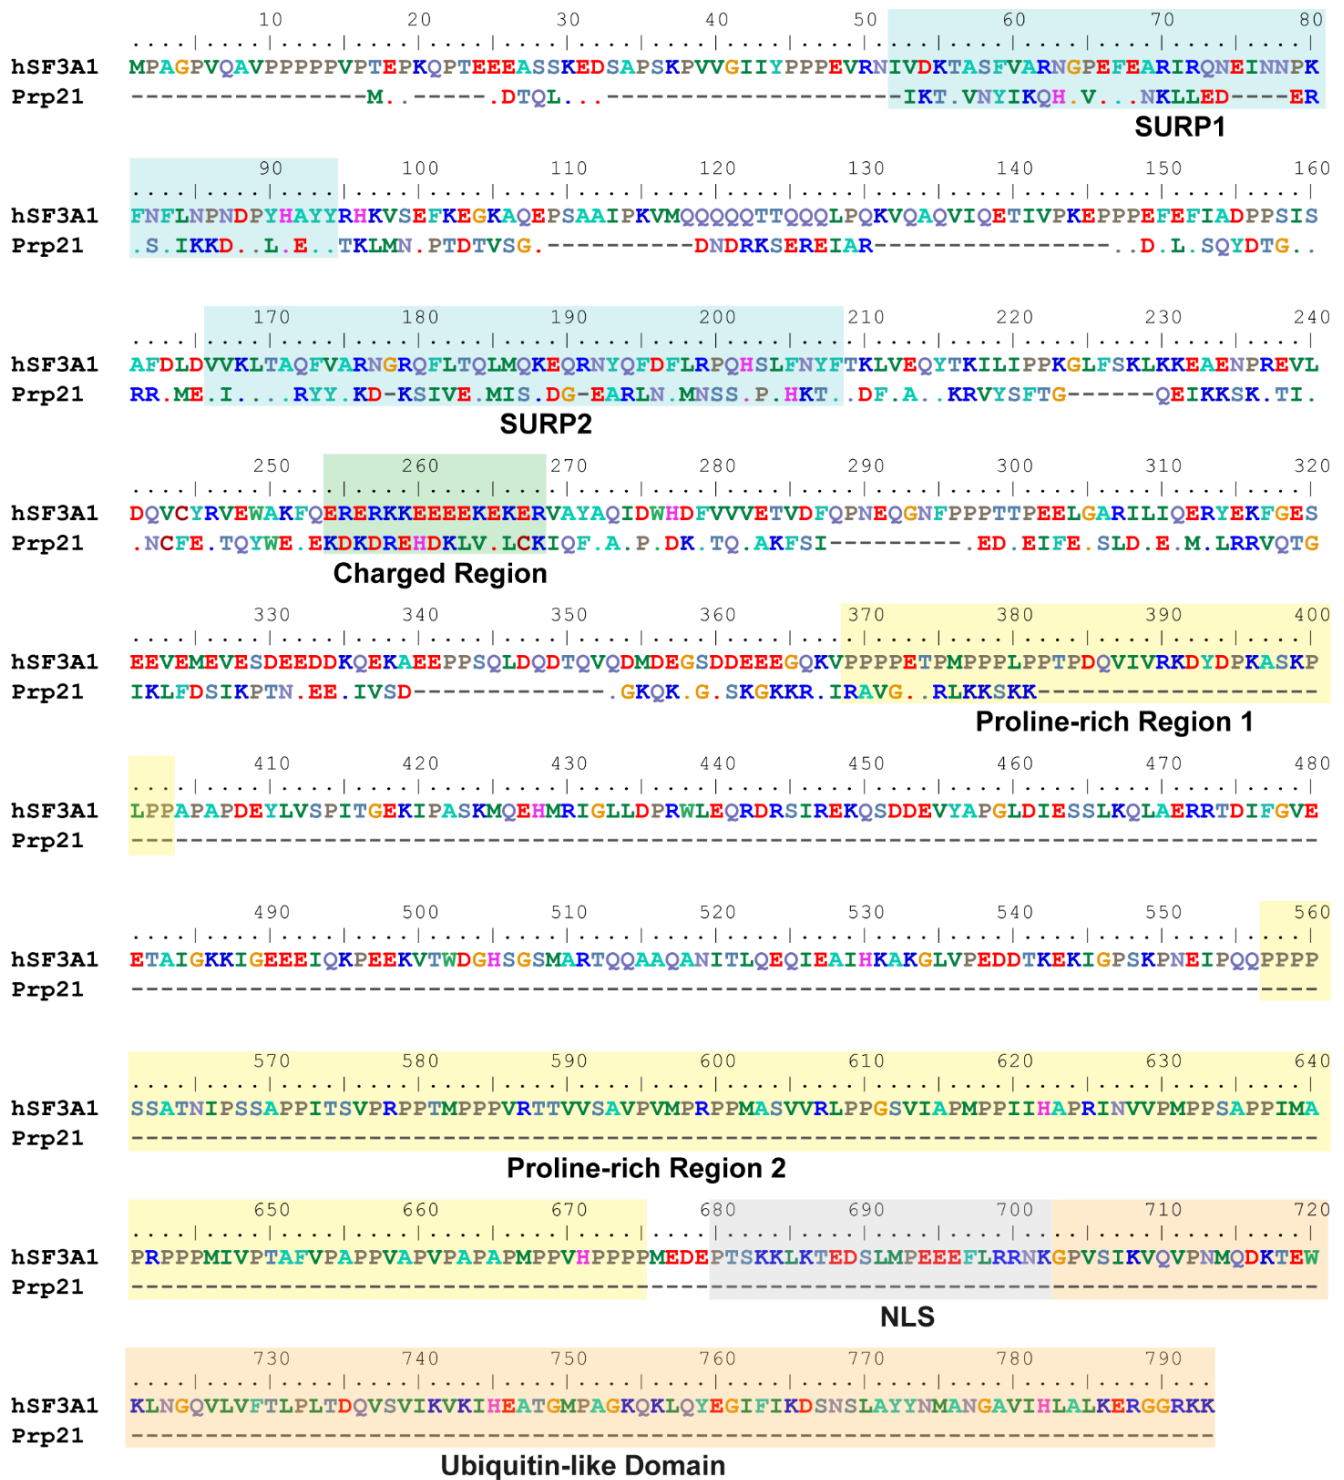 10 20 30 40 50 60 70 80
hSF3A1 MPAGPVQAVPPPPPVPTEPKQPTEEEASSKEDSAPSKPVVGIIYPPPEVRNIVDKTASFVARNGPEFEARIRQNEINNPK
Prp21 ----------------M..-----.DTQL...--------------------IKT.VNYIKQH.V...NKLLED----ER
SURP1
90 100 110 120 130 140 150 160
hSF3A1 FNFLNPNDPYHAYYRHKVSEFKEGKAQEPSAAIPKVMQQQQQTTQQQLPQKVQAQVIQETIVPKEPPPEFEFIADPPSIS
Prp21 .S.IKKD..L.E..TKLMN.PTDTVSG.----------DNDRKSEREIAR----------------..D.L.SQYDTG..
170 180 190 200 210 220 230 240
hSF3A1 AFDLDVVKLTAQFVARNGRQFLTQLMQKEQRNYQFDFLRPQHSLFNYFTKLVEQYTKILIPPKGLFSKLKKEAENPREVL
Prp21 RR.ME.I....RYY.KD-KSIVE.MIS.DG-EARLN.MNSS.P.HKT..DF.A..KRVYSFTG------QEIKKSK.TI.
SURP2
250 260 270 280 290 300 310 320
hSF3A1 DQVCYRVEWAKFQERERKKEEEEKEKERVAYAQIDWHDFVVVETVDFQPNEQGNFPPPTTPEELGARILIQERYEKFGES
Prp21 .NCFE.TQYWE.EKDKDREHDKLV.LCKIQF.A.P.DK.TQ.AKFSI---------.ED.EIFE.SLD.E.M.LRRVQTG
Charged Region
330 340 350 360 370 380 390 400
hSF3A1 EEVEMEVESDEEDDKQEKAEEPPSQLDQDTQVQDMDEGSDDEEEGQKVPPPPETPMPPPLPPTPDQVIVRKDYDPKASKP
Prp21 IKLFDSIKPTN.EE.IVSD-------------.GKQK.G.SKGKKR.IRAVG..RLKKSKK-------------------
Proline-rich Region 1
410 420 430 440 450 460 470 480
hSF3A1 LPPAPAPDEYLVSPITGEKIPASKMQEHMRIGLLDPRWLEQRDRSIREKQSDDEVYAPGLDIESSLKQLAERRTDIFGVE
Prp21 --------------------------------------------------------------------------------
490 500 510 520 530 540 550 560
hSF3A1 ETAIGKKIGEEEIQKPEEKVTWDGHSGSMARTQQAAQANITLQEQIEAIHKAKGLVPEDDTKEKIGPSKPNEIPQQPPPP
Prp21 --------------------------------------------------------------------------------
570 580 590 600 610 620 630 640
hSF3A1 SSATNIPSSAPPITSVPRPPTMPPPVRTTVVSAVPVMPRPPMASVVRLPPGSVIAPMPPIIHAPRINVVPMPPSAPPIMA
Prp21 --------------------------------------------------------------------------------
Proline-rich Region 2
650 660 670 680 690 700 710 720
hSF3A1 PRPPPMIVPTAFVPAPPVAPVPAPAPMPPVHPPPPMEDEPTSKKLKTEDSLMPEEEFLRRNKGPVSIKVQVPNMQDKTEW
Prp21 --------------------------------------------------------------------------------
NLS
730 740 750 760 770 780 790
hSF3A1 KLNGQVLVFTLPLTDQVSVIKVKIHEATGMPAGKQKLQYEGIFIKDSNSLAYYNMANGAVIHLALKERGGRKK
Prp21 -------------------------------------------------------------------------
Ubiquitin-like Domain